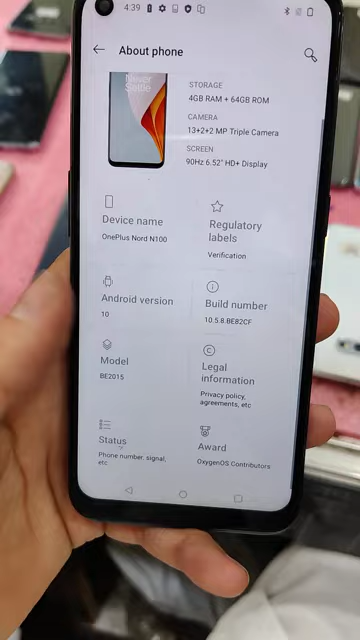 4:39
About phone
Never
Settle
STORAGE
4GB RAM + 64GB ROM
CAMERA
13+2+2 MP Triple Camera
SCREEN
90Hz 6.52" HD+ Display
Device name
OnePlus Nord N100
Regulatory
labels
Verification
Android version
10
Build number
10.5.8.BE82CF
Model
BE2015
Legal
information
Privacy policy,
agreements, etc
Status
Phone number, signal,
etc
Award
OxygenOS Contributors